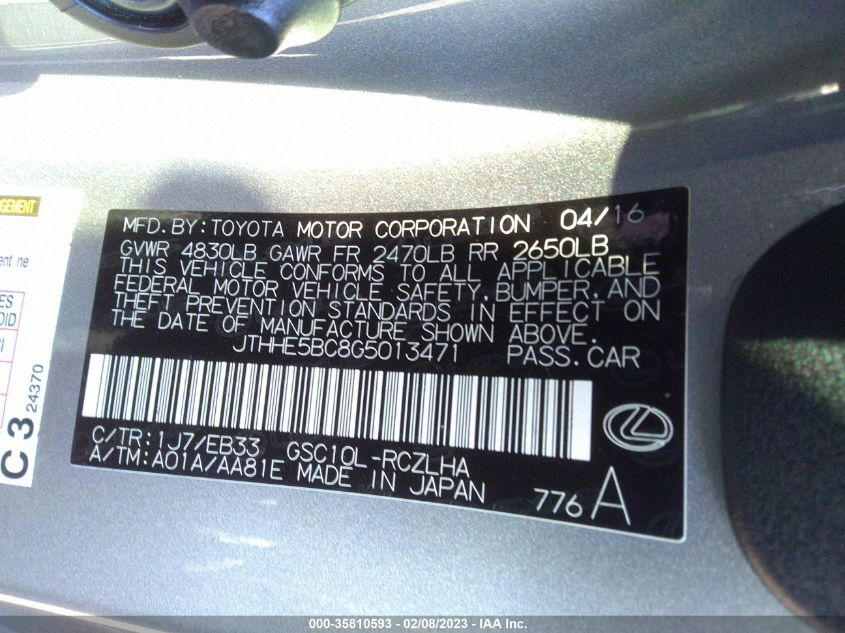 MFD. BY: TOYOTA MOTOR CORPORATION 04/16
GVWR 4830LB GAWR FR 2470LB RR 2650LB
THIS VEHICLE CONFORMS TO ALL APPLICABLE
FEDERAL MOTOR VEHICLE SAFETY, BUMPER, AND
THEFT PREVENTION STANDARDS IN EFFECT ON
THE DATE OF MANUFACTURE SHOWN ABOVE.
JTHHE5BC8G5013471 PASS. CAR
C/TR: 1J7/EB33 GSC10L-RCZLHA
A/TM: A01A/AA81E MADE IN JAPAN
776 A
C3 24370
000-35810593 - 02/08/2023 - IAA Inc.